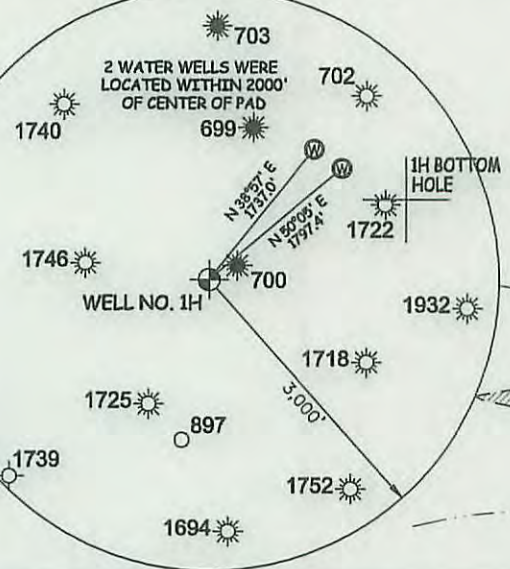 703
2 WATER WELLS WERE
LOCATED WITHIN 2000'
OF CENTER OF PAD
702
1740
699
W
W
N 38°57' E
1737.0'
N 50°05' E
1797.4'
1H BOTTOM
HOLE
1722
1746
700
WELL NO. 1H
1932
1718
3,000'
1725
897
1739
1752
1694